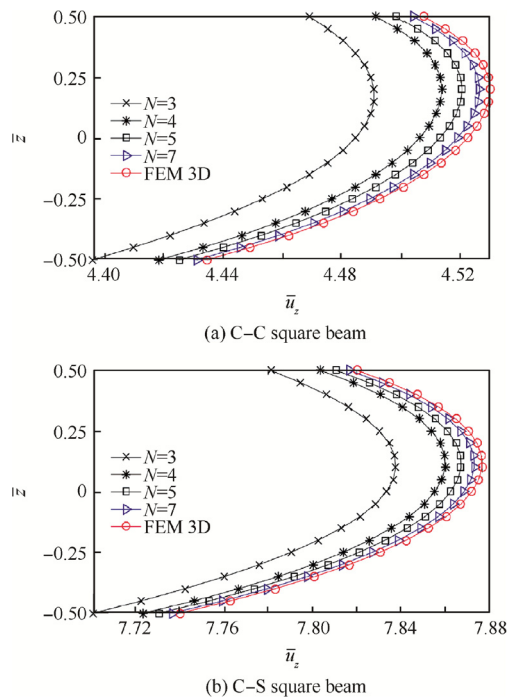 0.50
0.25
0
−0.25
−0.50
z̄
N=3
N=4
N=5
N=7
FEM 3D
4.40 4.44 4.48 4.52
ū_z
(a) C−C square beam
0.50
0.25
0
−0.25
−0.50
z̄
N=3
N=4
N=5
N=7
FEM 3D
7.72 7.76 7.80 7.84 7.88
ū_z
(b) C−S square beam